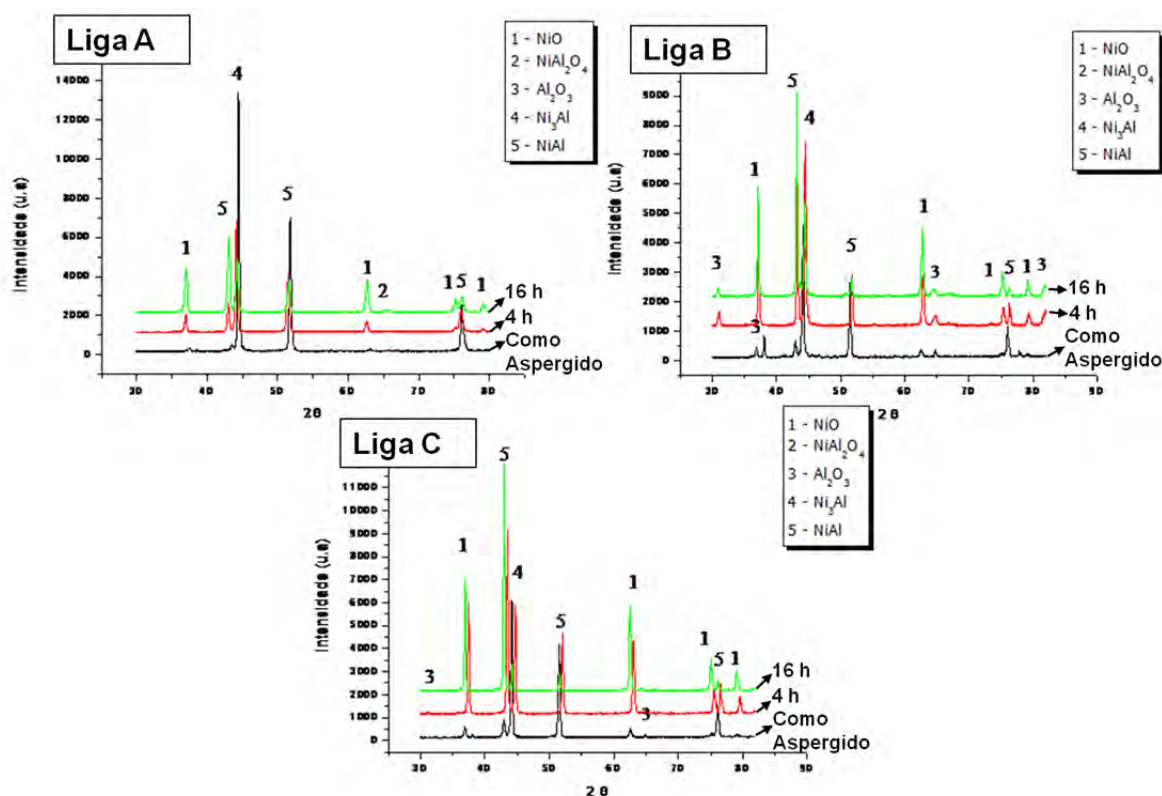 Liga A
1 - NiO
2 - NiAl₂O₄
3 - Al₂O₃
4 - Ni₃Al
5 - NiAl
Intensidade (u.a)
14000
12000
10000
8000
6000
4000
2000
0
4
5
5
1
1
2
1
5
1
16 h
4 h
Como
Aspergido
30 40 50 60 70 80
2θ
Liga B
1 - NiO
2 - NiAl₂O₄
3 - Al₂O₃
4 - Ni₃Al
5 - NiAl
Intensidade (u.a)
9000
8000
7000
6000
5000
4000
3000
2000
1000
0
5
4
1
1
5
3
3
1
5
1
3
3
16 h
4 h
Como
Aspergido
30 40 50 60 70 80 90
2θ
Liga C
1 - NiO
2 - NiAl₂O₄
3 - Al₂O₃
4 - Ni₃Al
5 - NiAl
Intensidade (u.a)
11000
10000
9000
8000
7000
6000
5000
4000
3000
2000
1000
0
5
1
4
1
5
1
5
1
3
3
16 h
4 h
Como
Aspergido
30 40 50 60 70 80 90
2θ